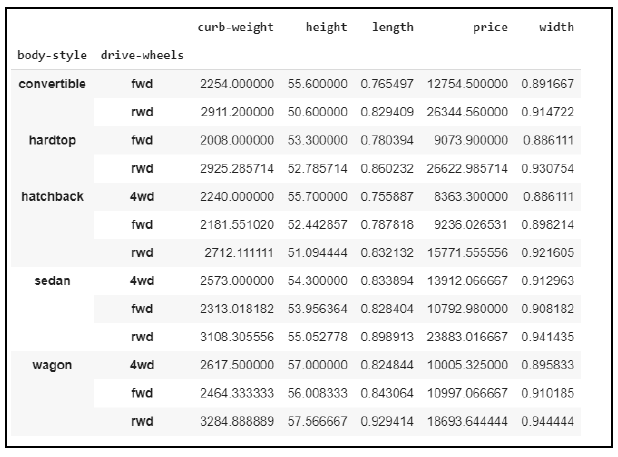 curb-weight height length price width
body-style drive-wheels
convertible fwd 2254.000000 55.600000 0.765497 12754.500000 0.891667
rwd 2911.200000 50.600000 0.829409 26344.560000 0.914722
hardtop fwd 2008.000000 53.300000 0.780394 9073.900000 0.886111
rwd 2925.285714 52.785714 0.860232 26622.985714 0.930754
hatchback 4wd 2240.000000 55.700000 0.755887 8363.300000 0.886111
fwd 2181.551020 52.442857 0.787818 9236.026531 0.898214
rwd 2712.111111 51.094444 0.832132 15771.555556 0.921605
sedan 4wd 2573.000000 54.300000 0.833894 13912.066667 0.912963
fwd 2313.018182 53.956364 0.828404 10792.980000 0.908182
rwd 3108.305556 55.052778 0.898913 23883.016667 0.941435
wagon 4wd 2617.500000 57.000000 0.824844 10005.325000 0.895833
fwd 2464.333333 56.008333 0.843064 10997.066667 0.910185
rwd 3284.888889 57.566667 0.929414 18693.644444 0.944444